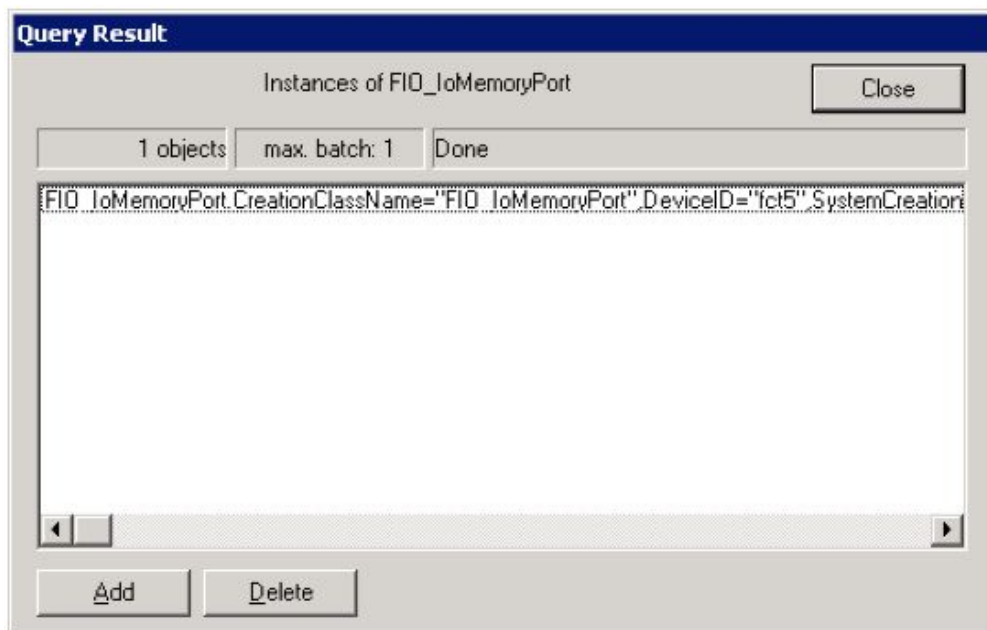 Query Result
Instances of FIO_IoMemoryPort
Close
1 objects
max. batch: 1
Done
FIO_IoMemoryPort.CreationClassName="FIO_IoMemoryPort",DeviceID="fct5",SystemCreation
Add
Delete